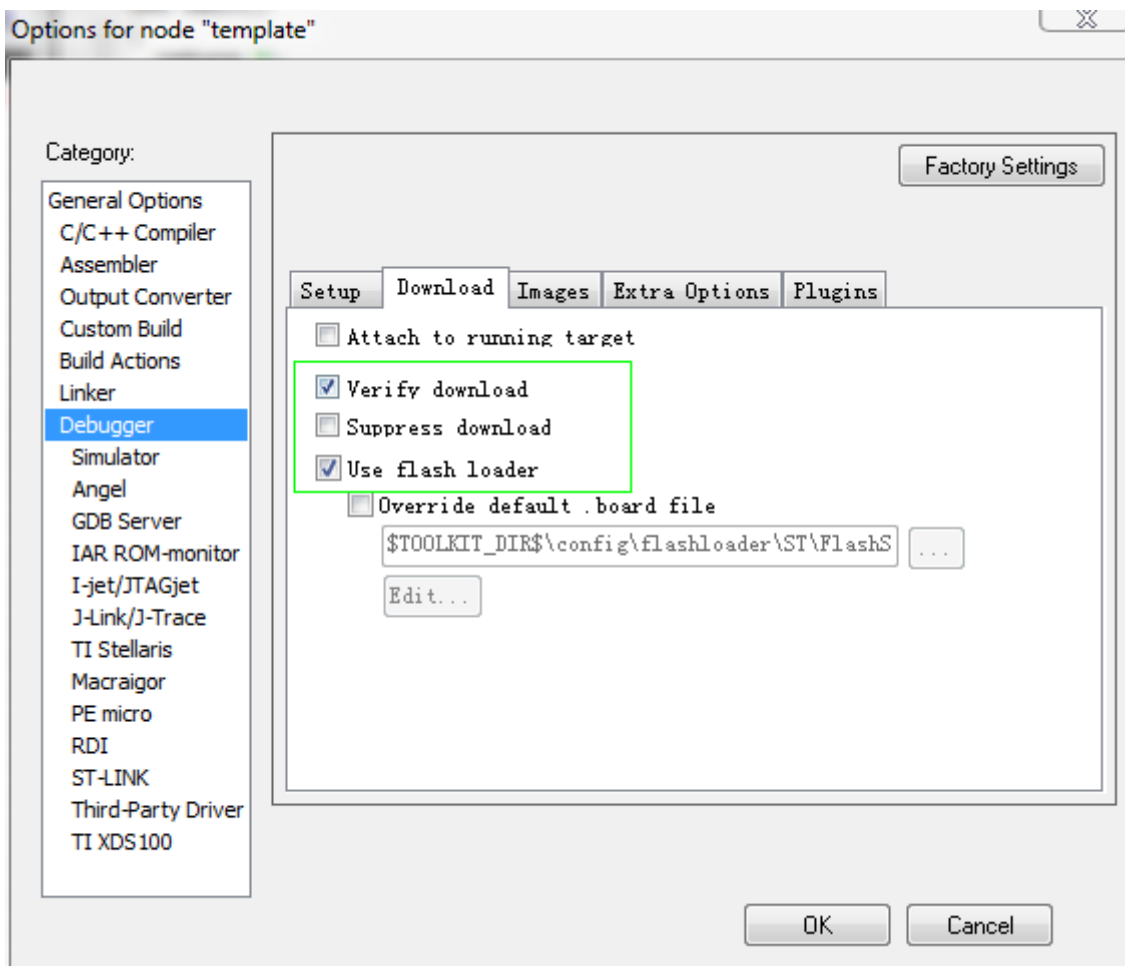 Options for node "template"
Category:
General Options
C/C++ Compiler
Assembler
Output Converter
Custom Build
Build Actions
Linker
Debugger
Simulator
Angel
GDB Server
IAR ROM-monitor
I-jet/JTAGjet
J-Link/J-Trace
TI Stellaris
Macraigor
PE micro
RDI
ST-LINK
Third-Party Driver
TI XDS100
Factory Settings
Setup Download Images Extra Options Plugins
Attach to running target
Verify download
Suppress download
Use flash loader
Override default .board file
$TOOLKIT_DIR$\config\flashloader\ST\FlashS ...
Edit...
OK Cancel